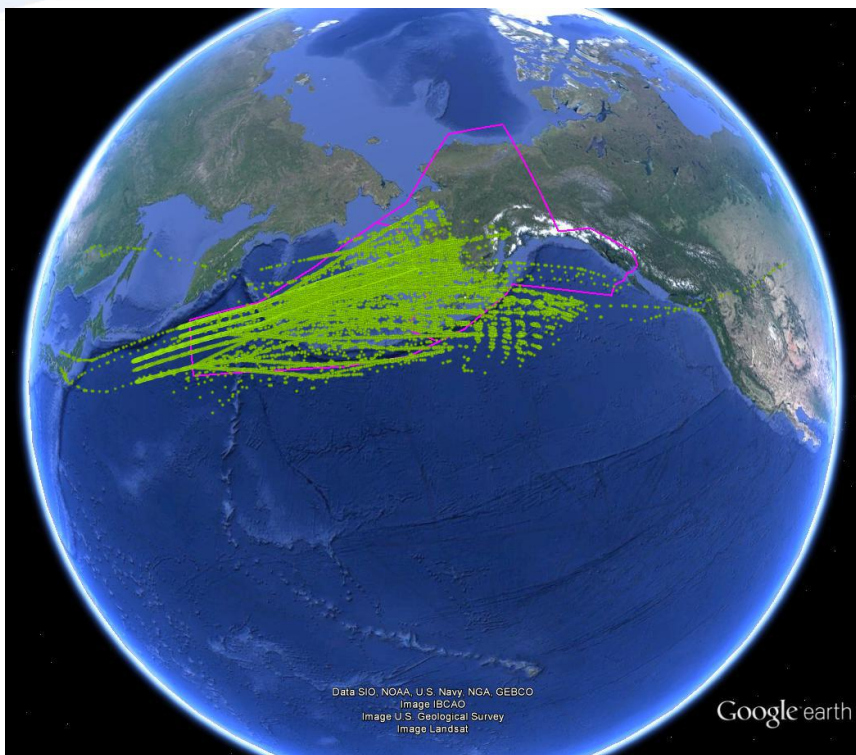 Data SIO, NOAA, U.S. Navy, NGA, GEBCO
Image IBCAO
Image U.S. Geological Survey
Image Landsat
Google earth